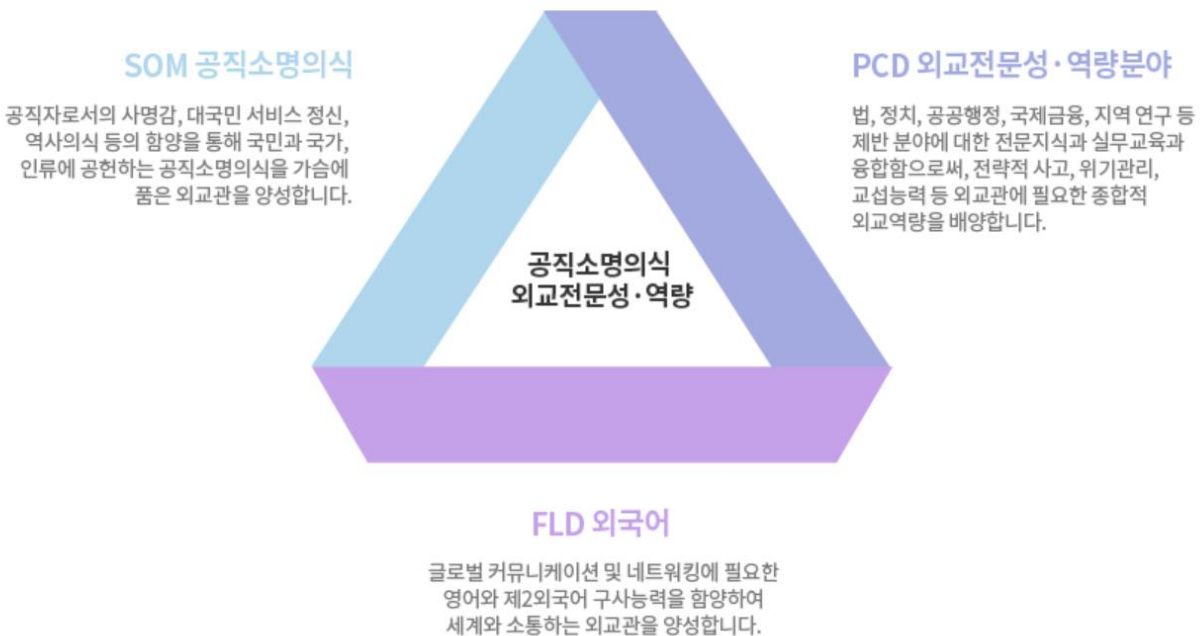 SOM 공직소명의식
공직자로서의 사명감, 대국민 서비스 정신,
역사의식 등의 함양을 통해 국민과 국가,
인류에 공헌하는 공직소명의식을 가슴에
품은 외교관을 양성합니다.
PCD 외교전문성·역량분야
법, 정치, 공공행정, 국제금융, 지역 연구 등
제반 분야에 대한 전문지식과 실무교육과
융합함으로써, 전략적 사고, 위기관리,
교섭능력 등 외교관에 필요한 종합적
외교역량을 배양합니다.
공직소명의식
외교전문성·역량
FLD 외국어
글로벌 커뮤니케이션 및 네트워킹에 필요한
영어와 제2외국어 구사능력을 함양하여
세계와 소통하는 외교관을 양성합니다.